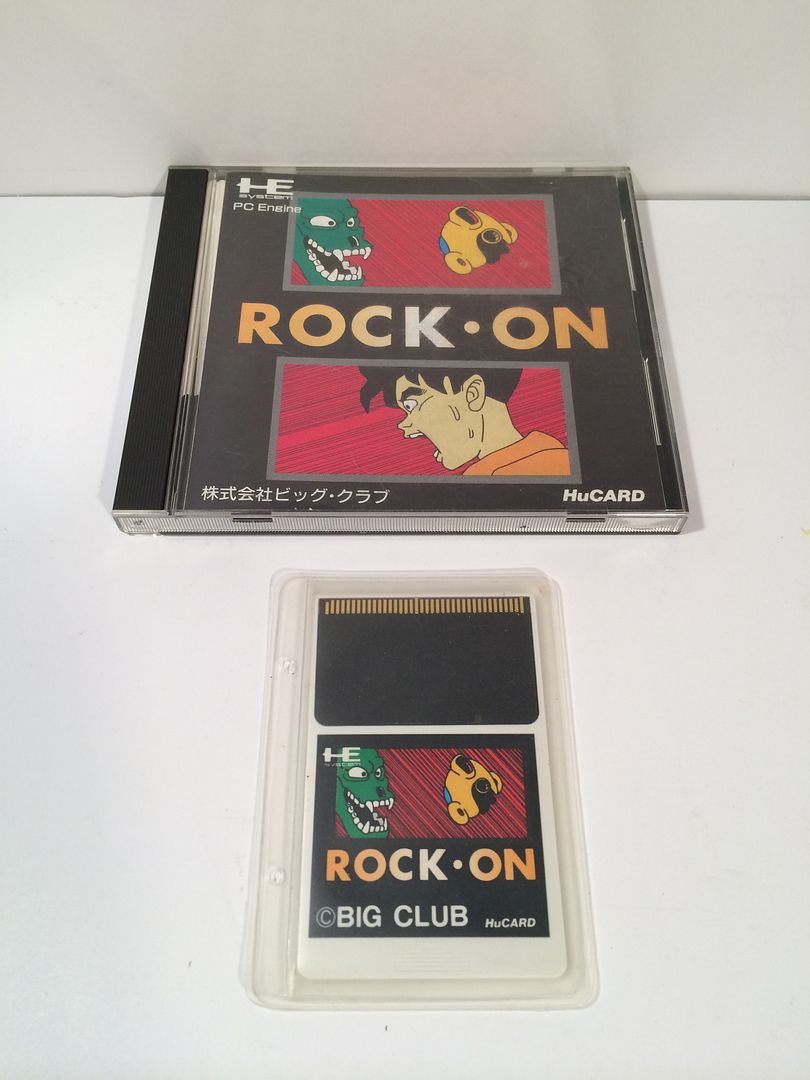 HE
system
PC Engine
ROCK·ON
株式会社ビッグ・クラブ
HuCARD
HE
system
ROCK·ON
©BIG CLUB
HuCARD